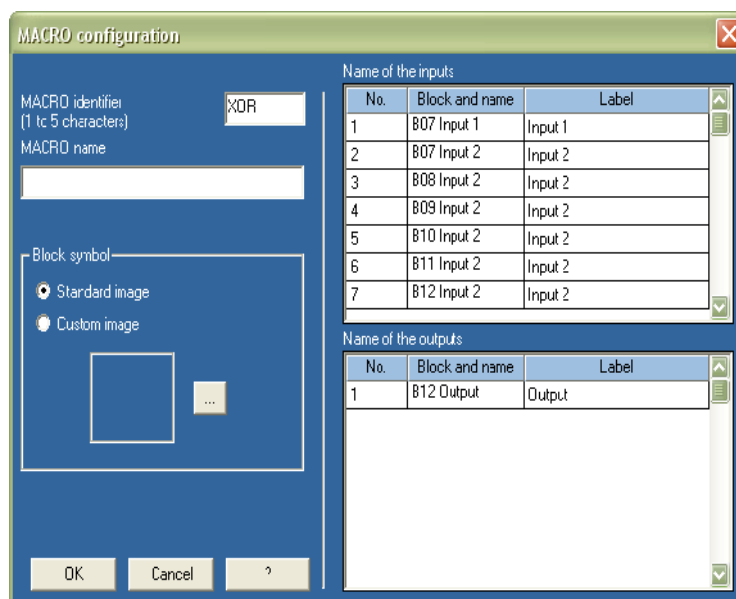 MACRO configuration
MACRO identifier
(1 to 5 characters)
XOR
MACRO name
Block symbol
Standard image
Custom image
...
OK
Cancel
?
Name of the inputs
No. Block and name Label
1 B07 Input 1 Input 1
2 B07 Input 2 Input 2
3 B08 Input 2 Input 2
4 B09 Input 2 Input 2
5 B10 Input 2 Input 2
6 B11 Input 2 Input 2
7 B12 Input 2 Input 2
Name of the outputs
No. Block and name Label
1 B12 Output Output